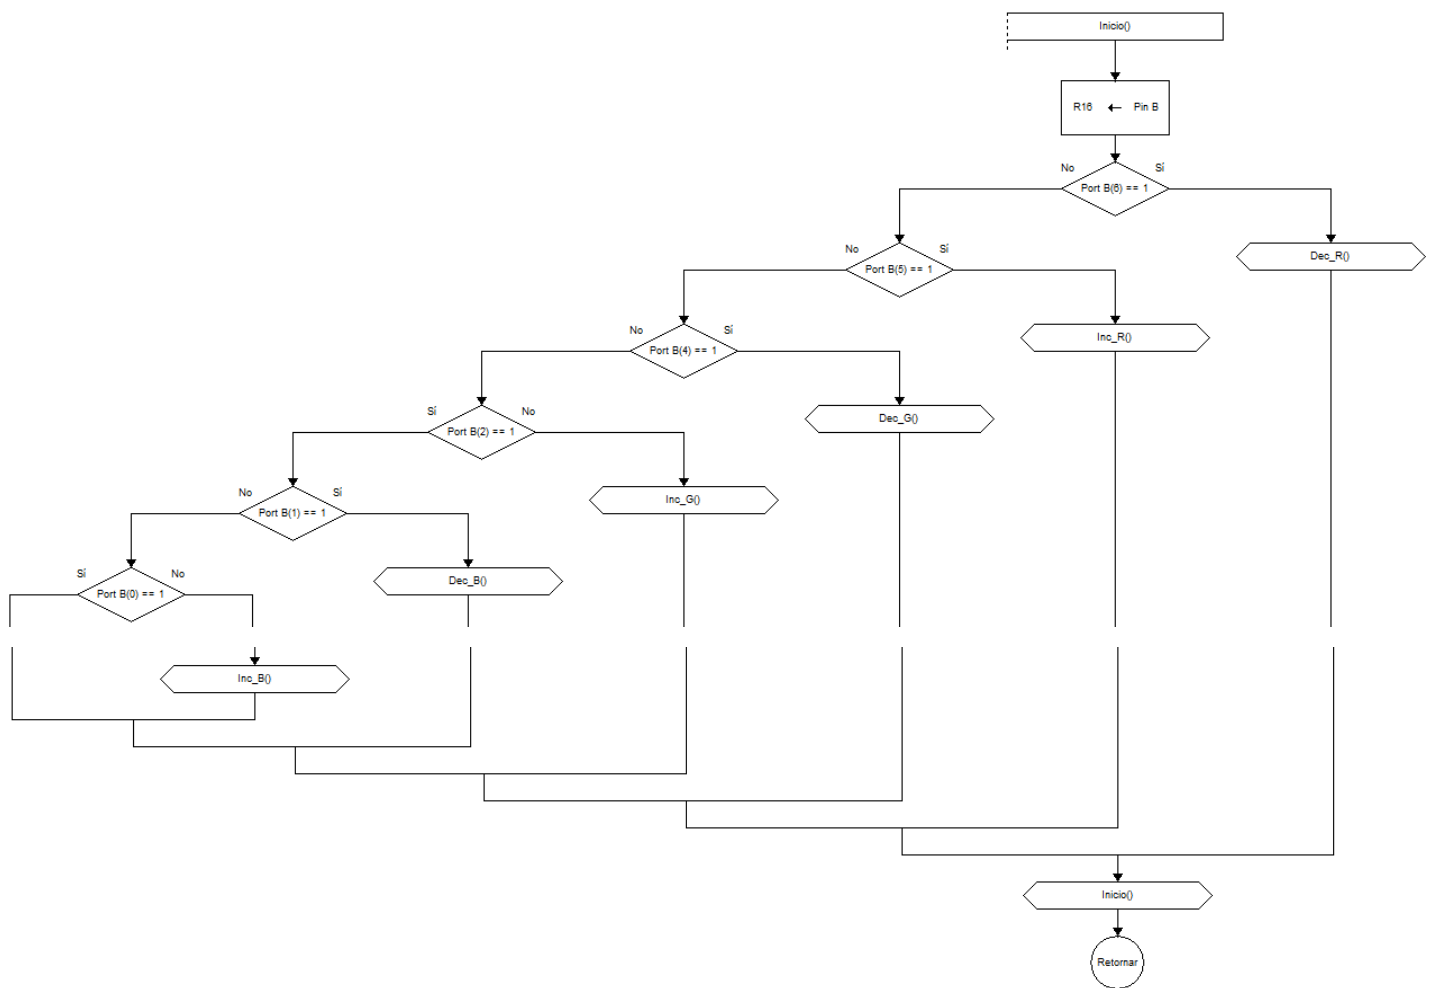 Inicio()
R16 ← Pin B
No Sí
Port B(6) == 1
No Sí
Dec_R()
Port B(5) == 1
No Sí
Inc_R()
Port B(4) == 1
Sí No
Dec_G()
Port B(2) == 1
No Sí
Inc_G()
Port B(1) == 1
Sí No
Dec_B()
Port B(0) == 1
Inc_B()
Inicio()
Retornar